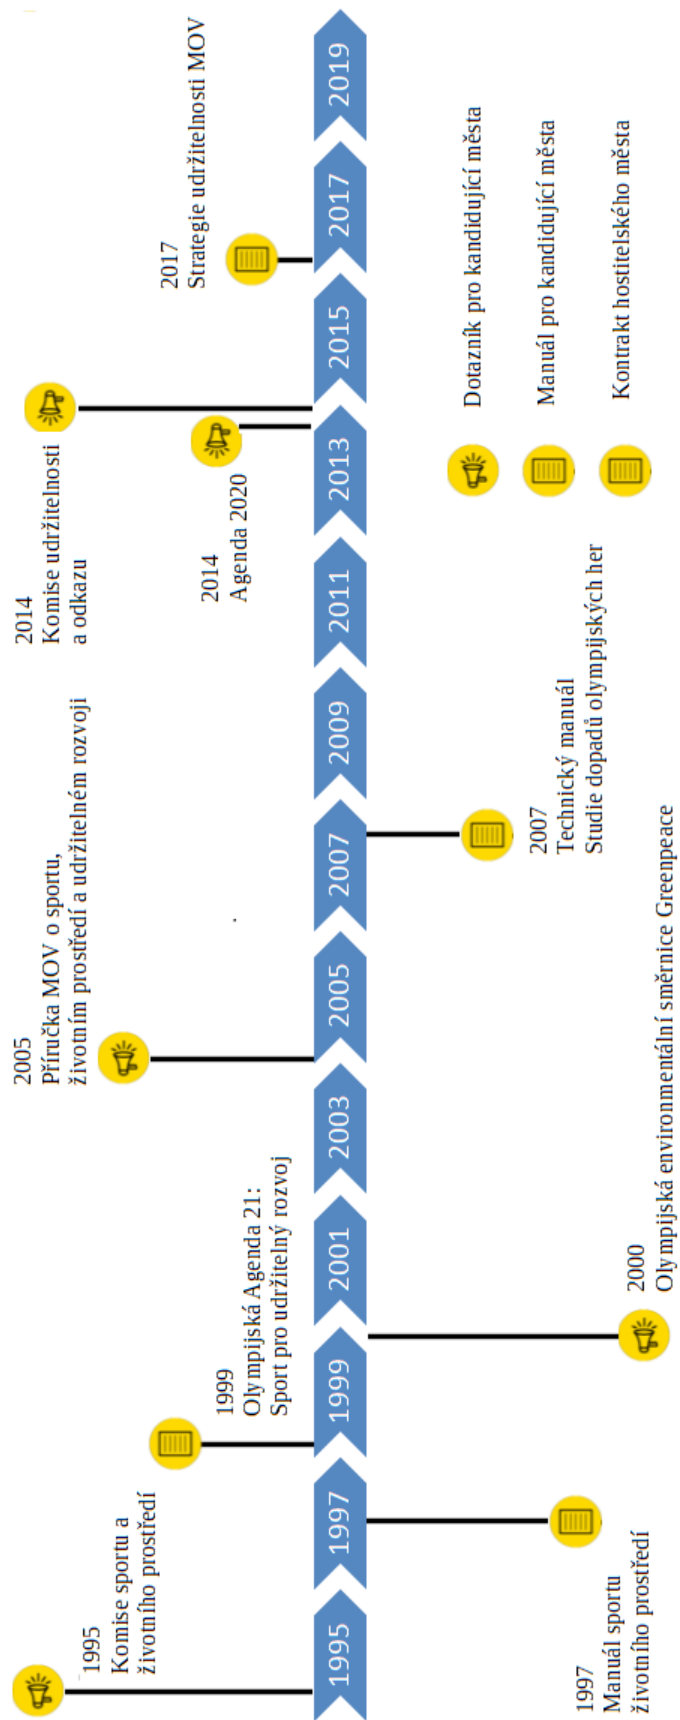 1995
Komise sportu a
životního prostředí
1999
Olympijská Agenda 21:
Sport pro udržitelný rozvoj
2005
Příručka MOV o sportu,
životním prostředí a udržitelném rozvoji
2014
Komise udržitelnosti
a odkazu
2014
Agenda 2020
2017
Strategie udržitelnosti MOV
1995 1997 1999 2001 2003 2005 2007 2009 2011 2013 2015 2017 2019
1997
Manuál sportu
životního prostředí
2000
Olympijská environmentální směrnice Greenpeace
2007
Technický manuál
Studie dopadů olympijských her
Dotazník pro kandidující města
Manuál pro kandidující města
Kontrakt hostitelského města